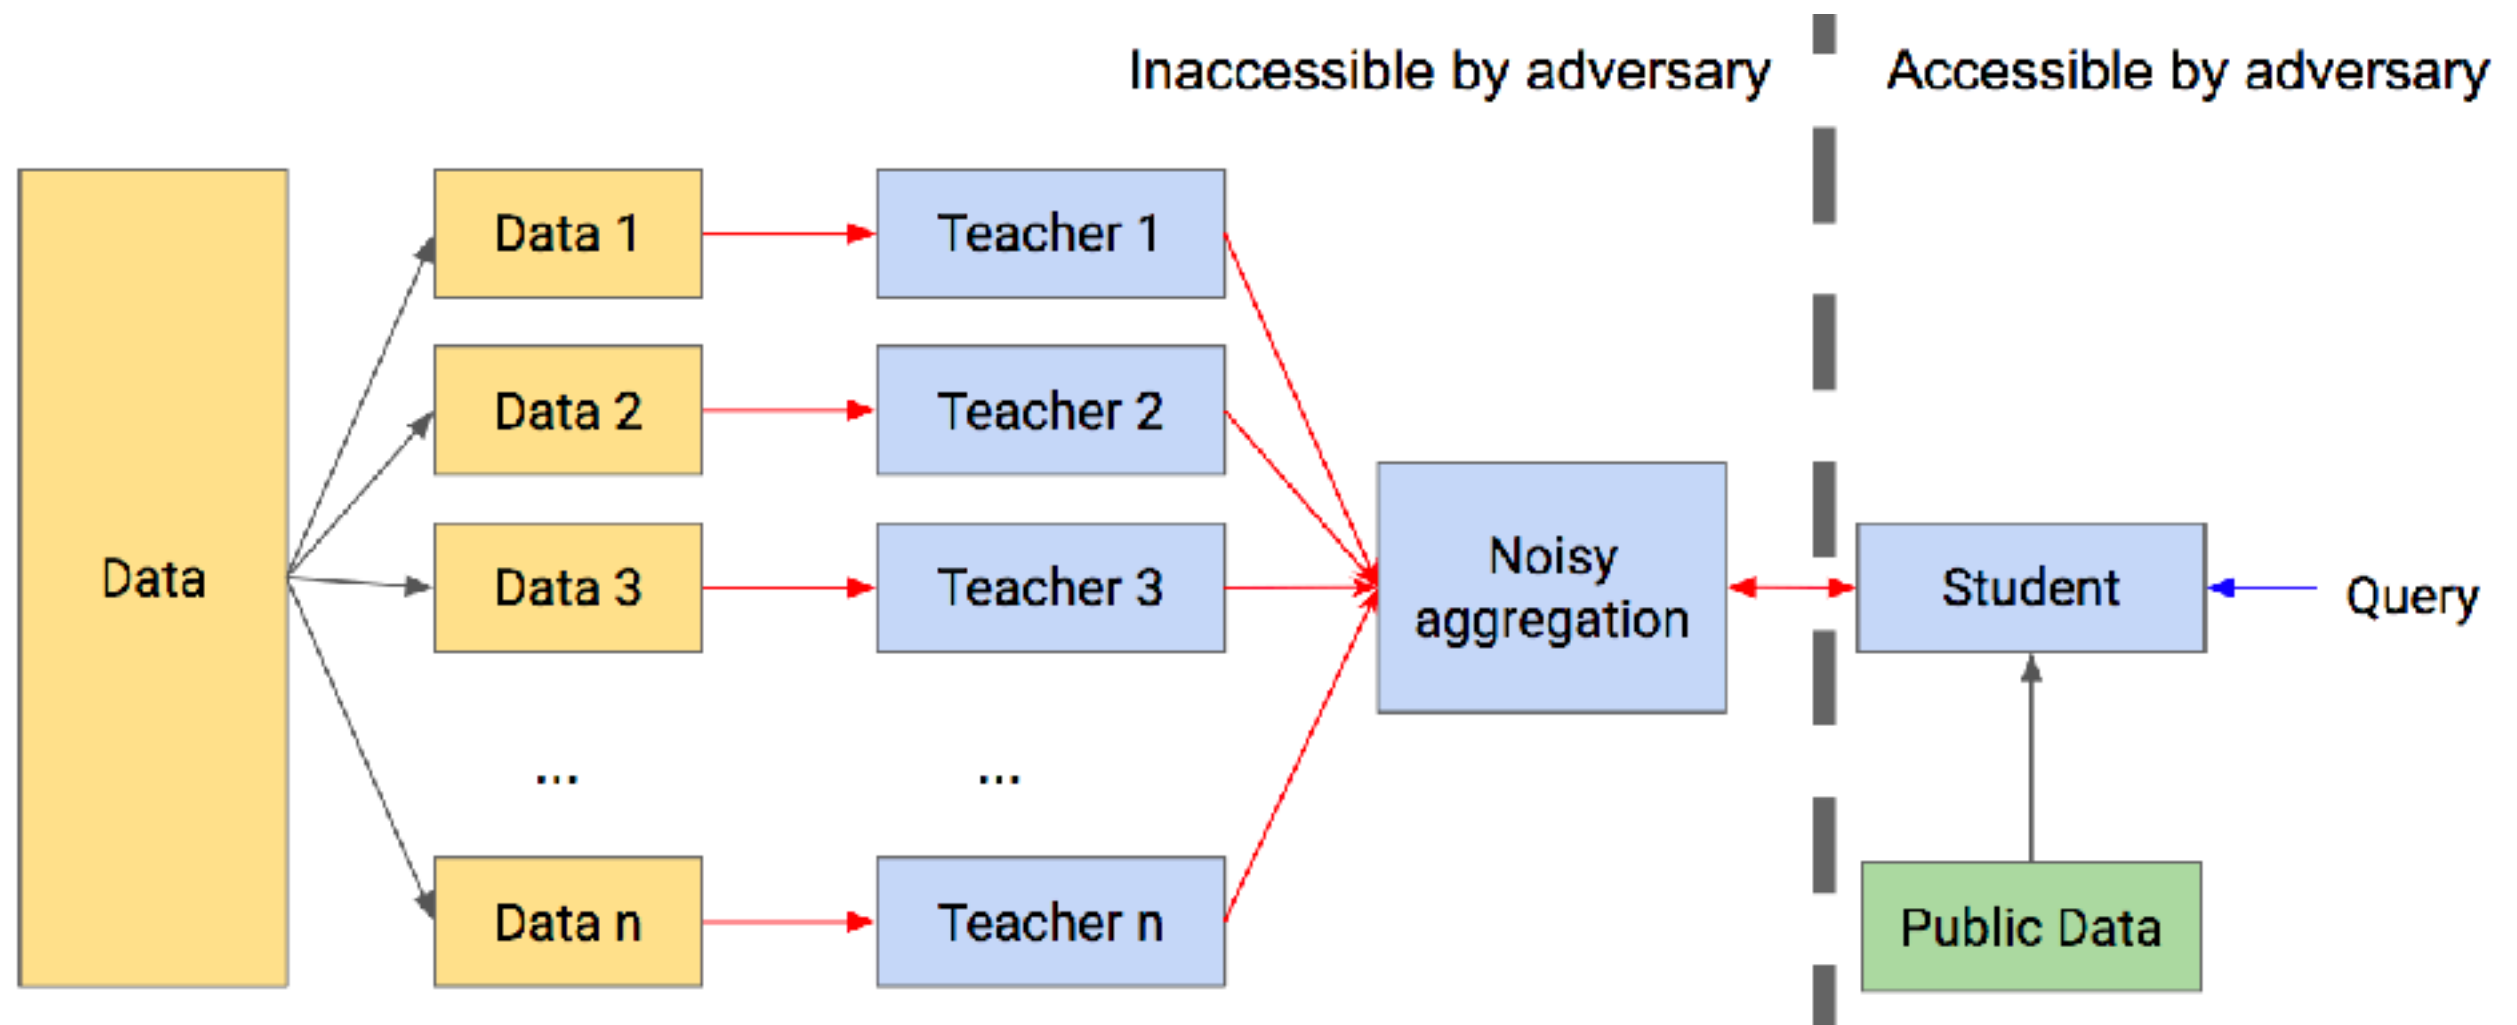 Inaccessible by adversary
Accessible by adversary
Data
Data 1
Teacher 1
Data 2
Teacher 2
Data 3
Teacher 3
...
...
Data n
Teacher n
Noisy
aggregation
Student
Query
Public Data